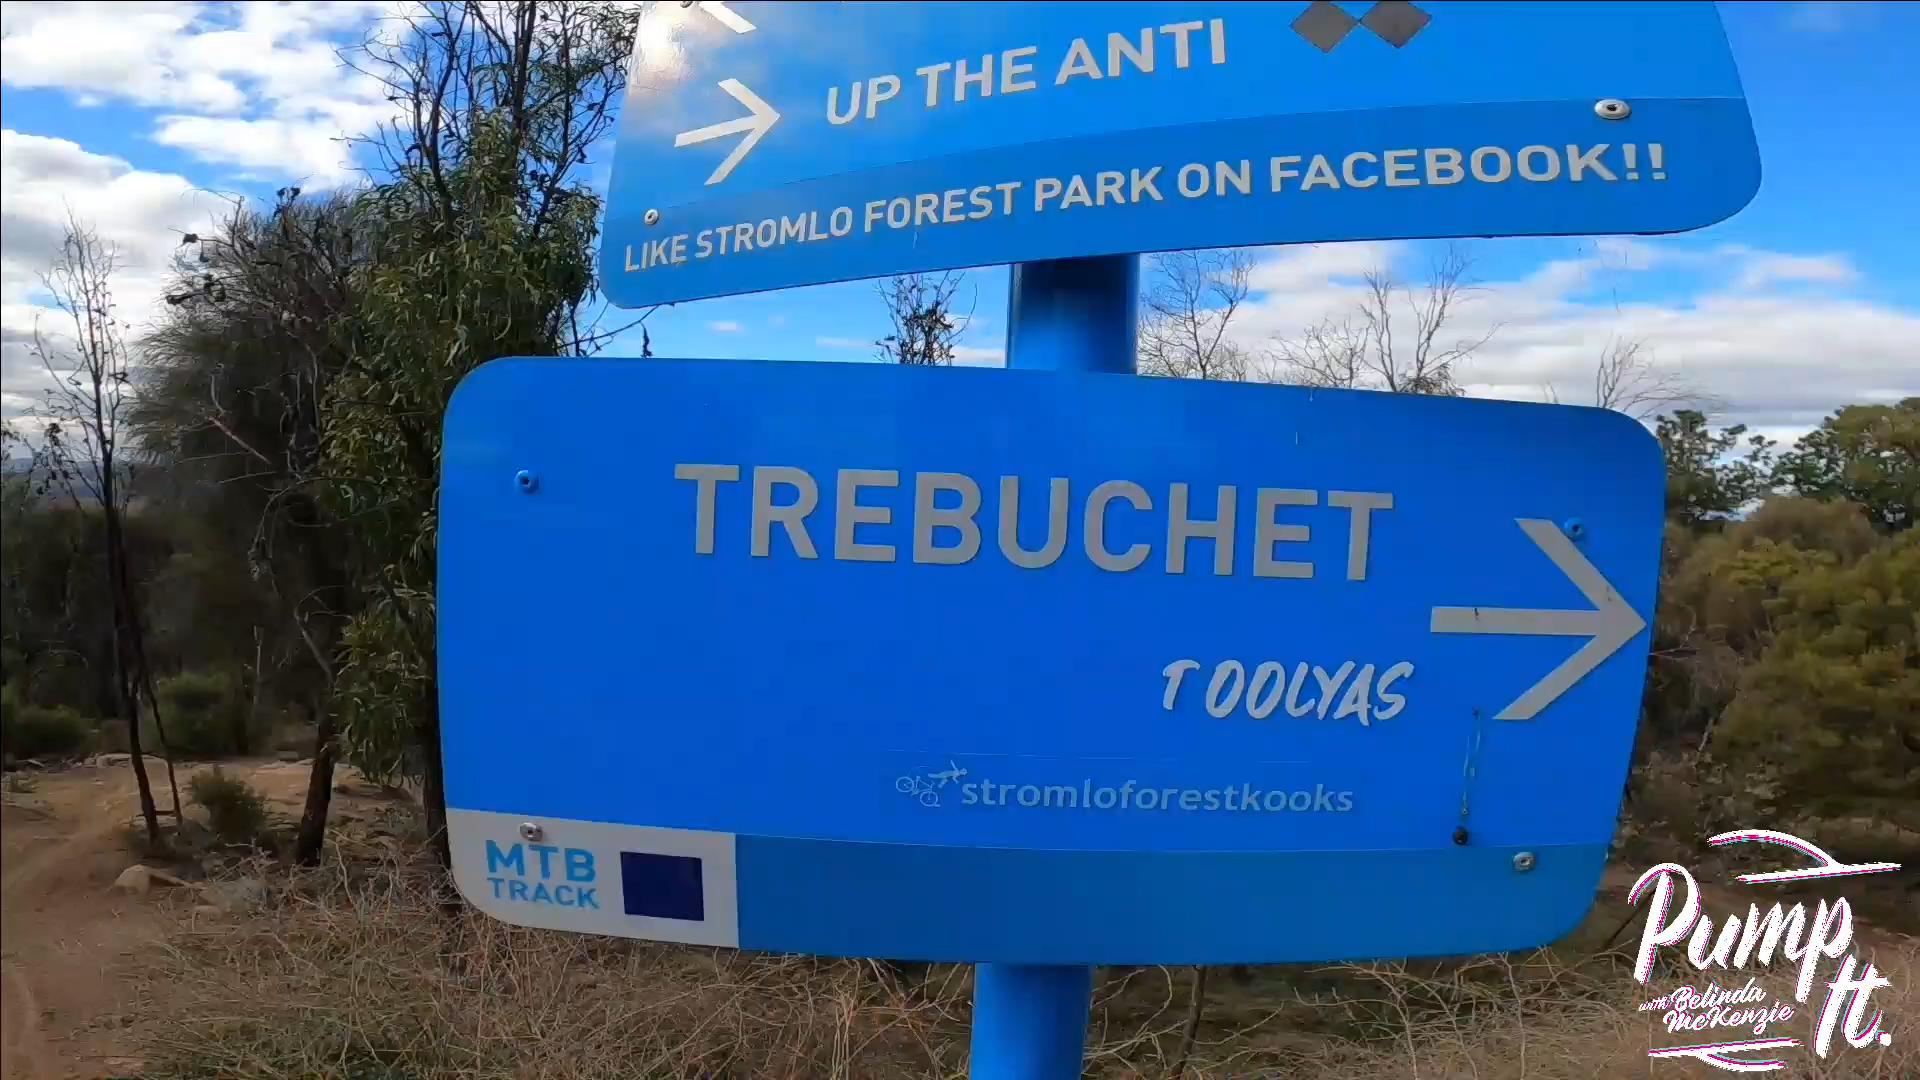 UP THE ANTI
LIKE STROMLO FOREST PARK ON FACEBOOK!!
TREBUCHET
TOOLYAS
stromloforestkooks
MTB
TRACK
Pump
It.
with Belinda
McKenzie